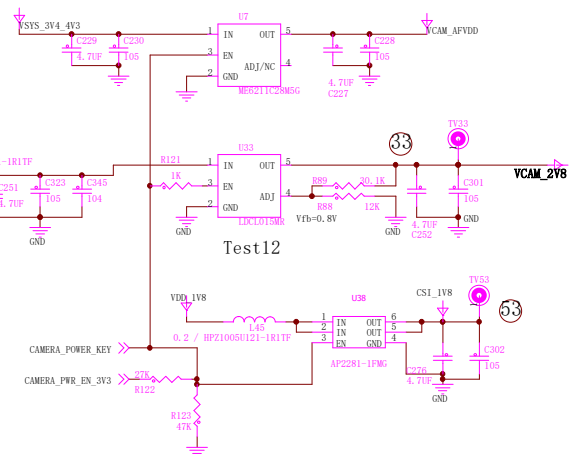 VSYS_3V4_4V3
U7
VCAM_AFVDD
1 IN OUT 5
C229
4.7UF
C230
105
3 EN
ADJ/NC 4
2 GND
ME6211C28M5G
C228
105
4.7UF
C227
TV33
33
1-1R1TF
R121
1K
U33
1 IN OUT 5
VCAM_2V8
C251
4.7UF
C323
105
C345
104
3 EN
ADJ 4
2 GND
LDCL015MR
R89 30.1K
R88 12K
Vfb=0.8V
C301
105
4.7UF
C252
GND
GND
GND
GND
Test12
TV53
53
VDD_1V8
U38
CSI_1V8
L45
0.2 / HPZ1005U121-1R1TF
1 IN OUT 6
2 IN OUT 5
3 EN GND 4
AP2281-1FMG
C276
4.7UF
C302
105
GND
CAMERA_POWER_KEY
CAMERA_PWR_EN_3V3
27K
R122
R123
47K